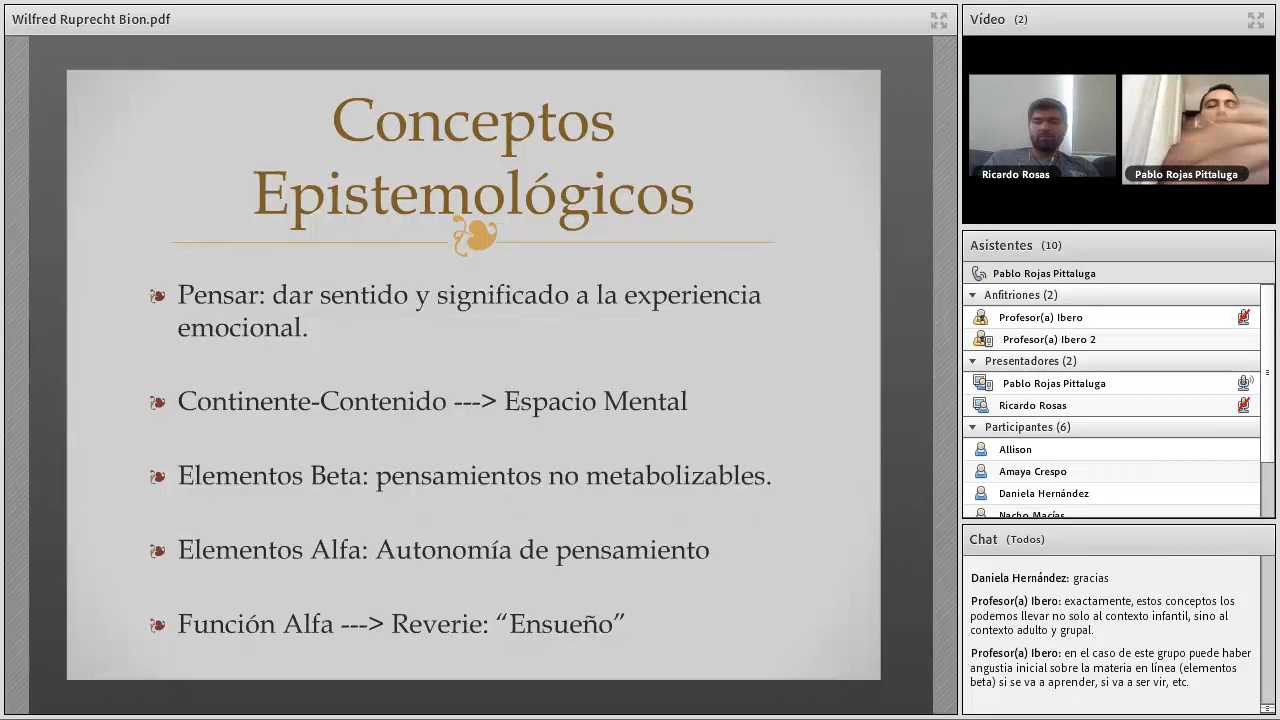 Wilfred Ruprecht Bion.pdf
Conceptos
Epistemológicos
Pensar: dar sentido y significado a la experiencia
emocional.
Continente-Contenido ---> Espacio Mental
Elementos Beta: pensamientos no metabolizables.
Elementos Alfa: Autonomía de pensamiento
Función Alfa ---> Reverie: “Ensueño”
Vídeo (2)
Ricardo Rosas
Pablo Rojas Pittaluga
Asistentes (10)
Pablo Rojas Pittaluga
Anfitriones (2)
Profesor(a) Ibero
Profesor(a) Ibero 2
Presentadores (2)
Pablo Rojas Pittaluga
Ricardo Rosas
Participantes (6)
Allison
Amaya Crespo
Daniela Hernández
Nacho Macías
Chat (Todos)
Daniela Hernández: gracias
Profesor(a) Ibero: exactamente, estos conceptos los
podemos llevar no solo al contexto infantil, sino al
contexto adulto y grupal.
Profesor(a) Ibero: en el caso de este grupo puede haber
angustia inicial sobre la materia en línea (elementos
beta) si se va a aprender, si va a ser vir, etc.